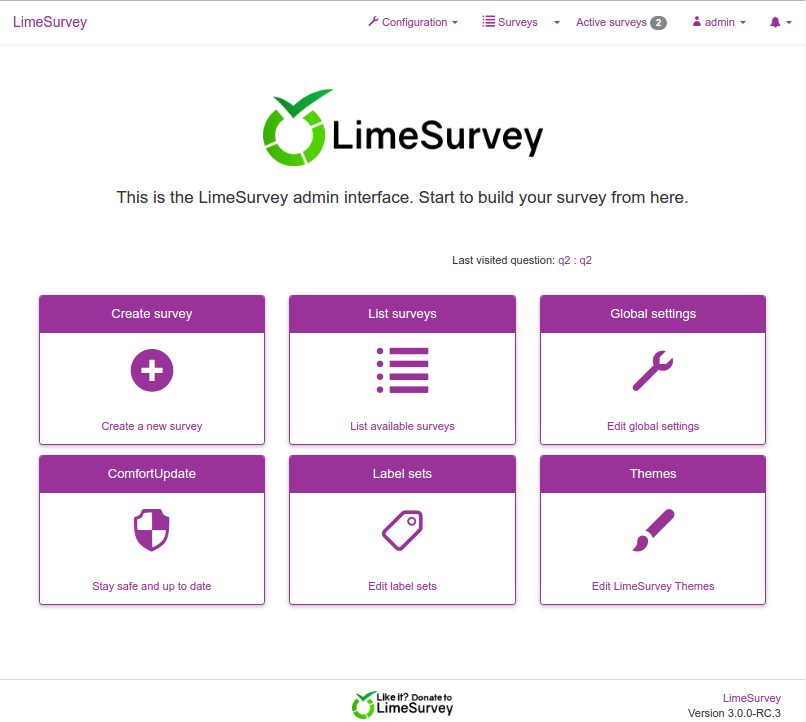 LimeSurvey Configuration Surveys Active surveys 2 admin
LimeSurvey
This is the LimeSurvey admin interface. Start to build your survey from here.
Last visited question: q2 : q2
Create survey List surveys Global settings
Create a new survey List available surveys Edit global settings
ComfortUpdate Label sets Themes
Stay safe and up to date Edit label sets Edit LimeSurvey Themes
Like it? Donate to
LimeSurvey
LimeSurvey
Version 3.0.0-RC.3